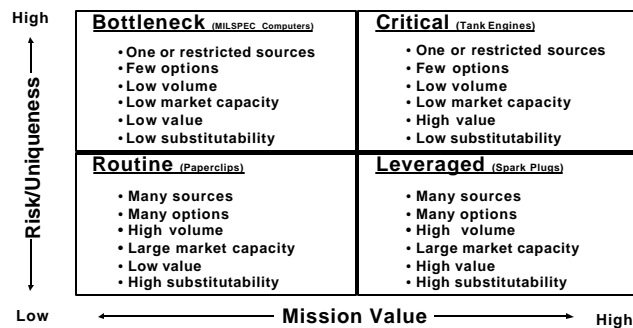 High
Bottleneck (MILSPEC Computers)
• One or restricted sources
• Few options
• Low volume
• Low market capacity
• Low value
• Low substitutability
Critical (Tank Engines)
• One or restricted sources
• Few options
• Low volume
• Low market capacity
• High value
• Low substitutability
Risk/Uniqueness
Routine (Paperclips)
• Many sources
• Many options
• High volume
• Large market capacity
• Low value
• High substitutability
Leveraged (Spark Plugs)
• Many sources
• Many options
• High volume
• Large market capacity
• High value
• High substitutability
Low
Mission Value
High